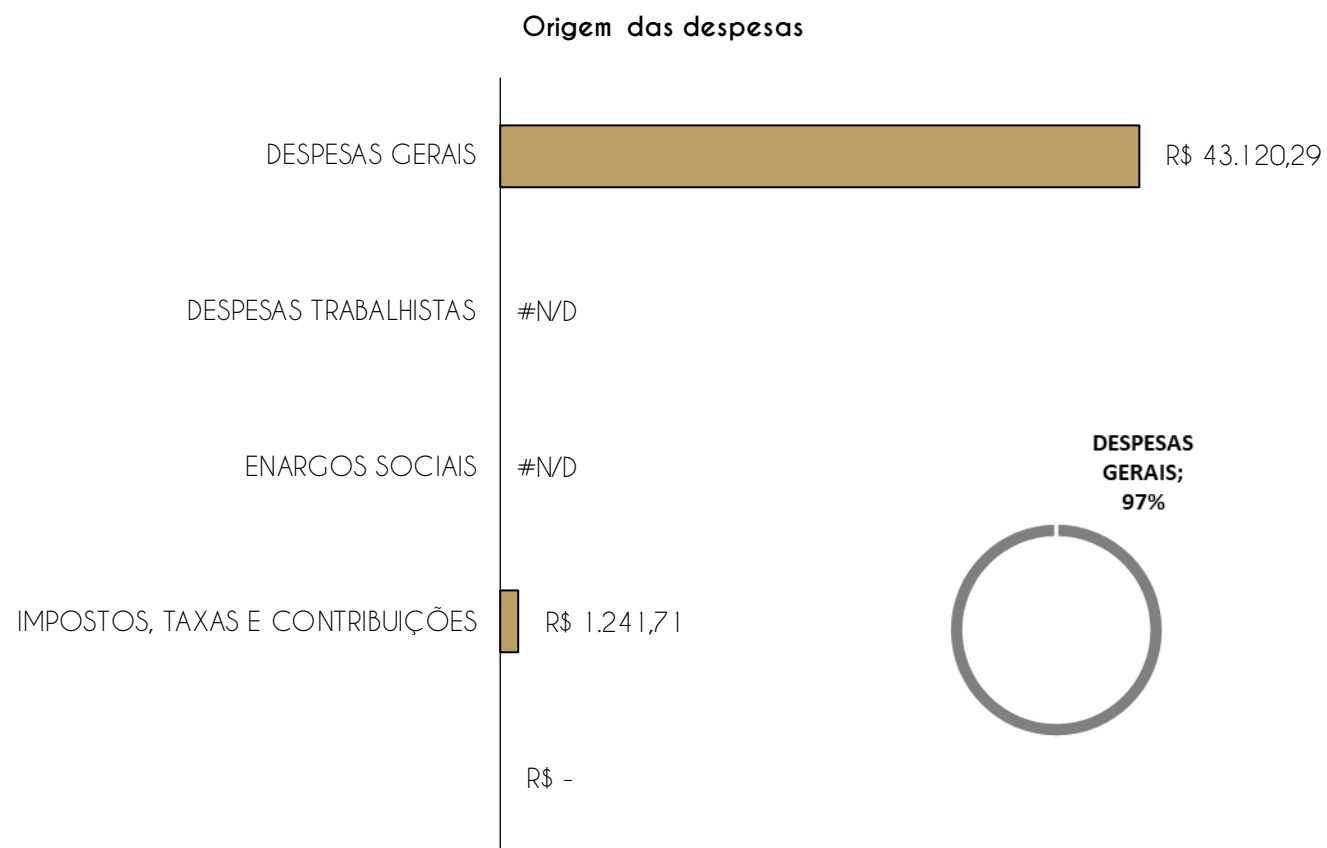 Origem das despesas
DESPESAS GERAIS
R$ 43.120,29
DESPESAS TRABALHISTAS
#N/D
ENARGOS SOCIAIS
#N/D
DESPESAS
GERAIS;
97%
IMPOSTOS, TAXAS E CONTRIBUIÇÕES
R$ 1.241,71
R$ -